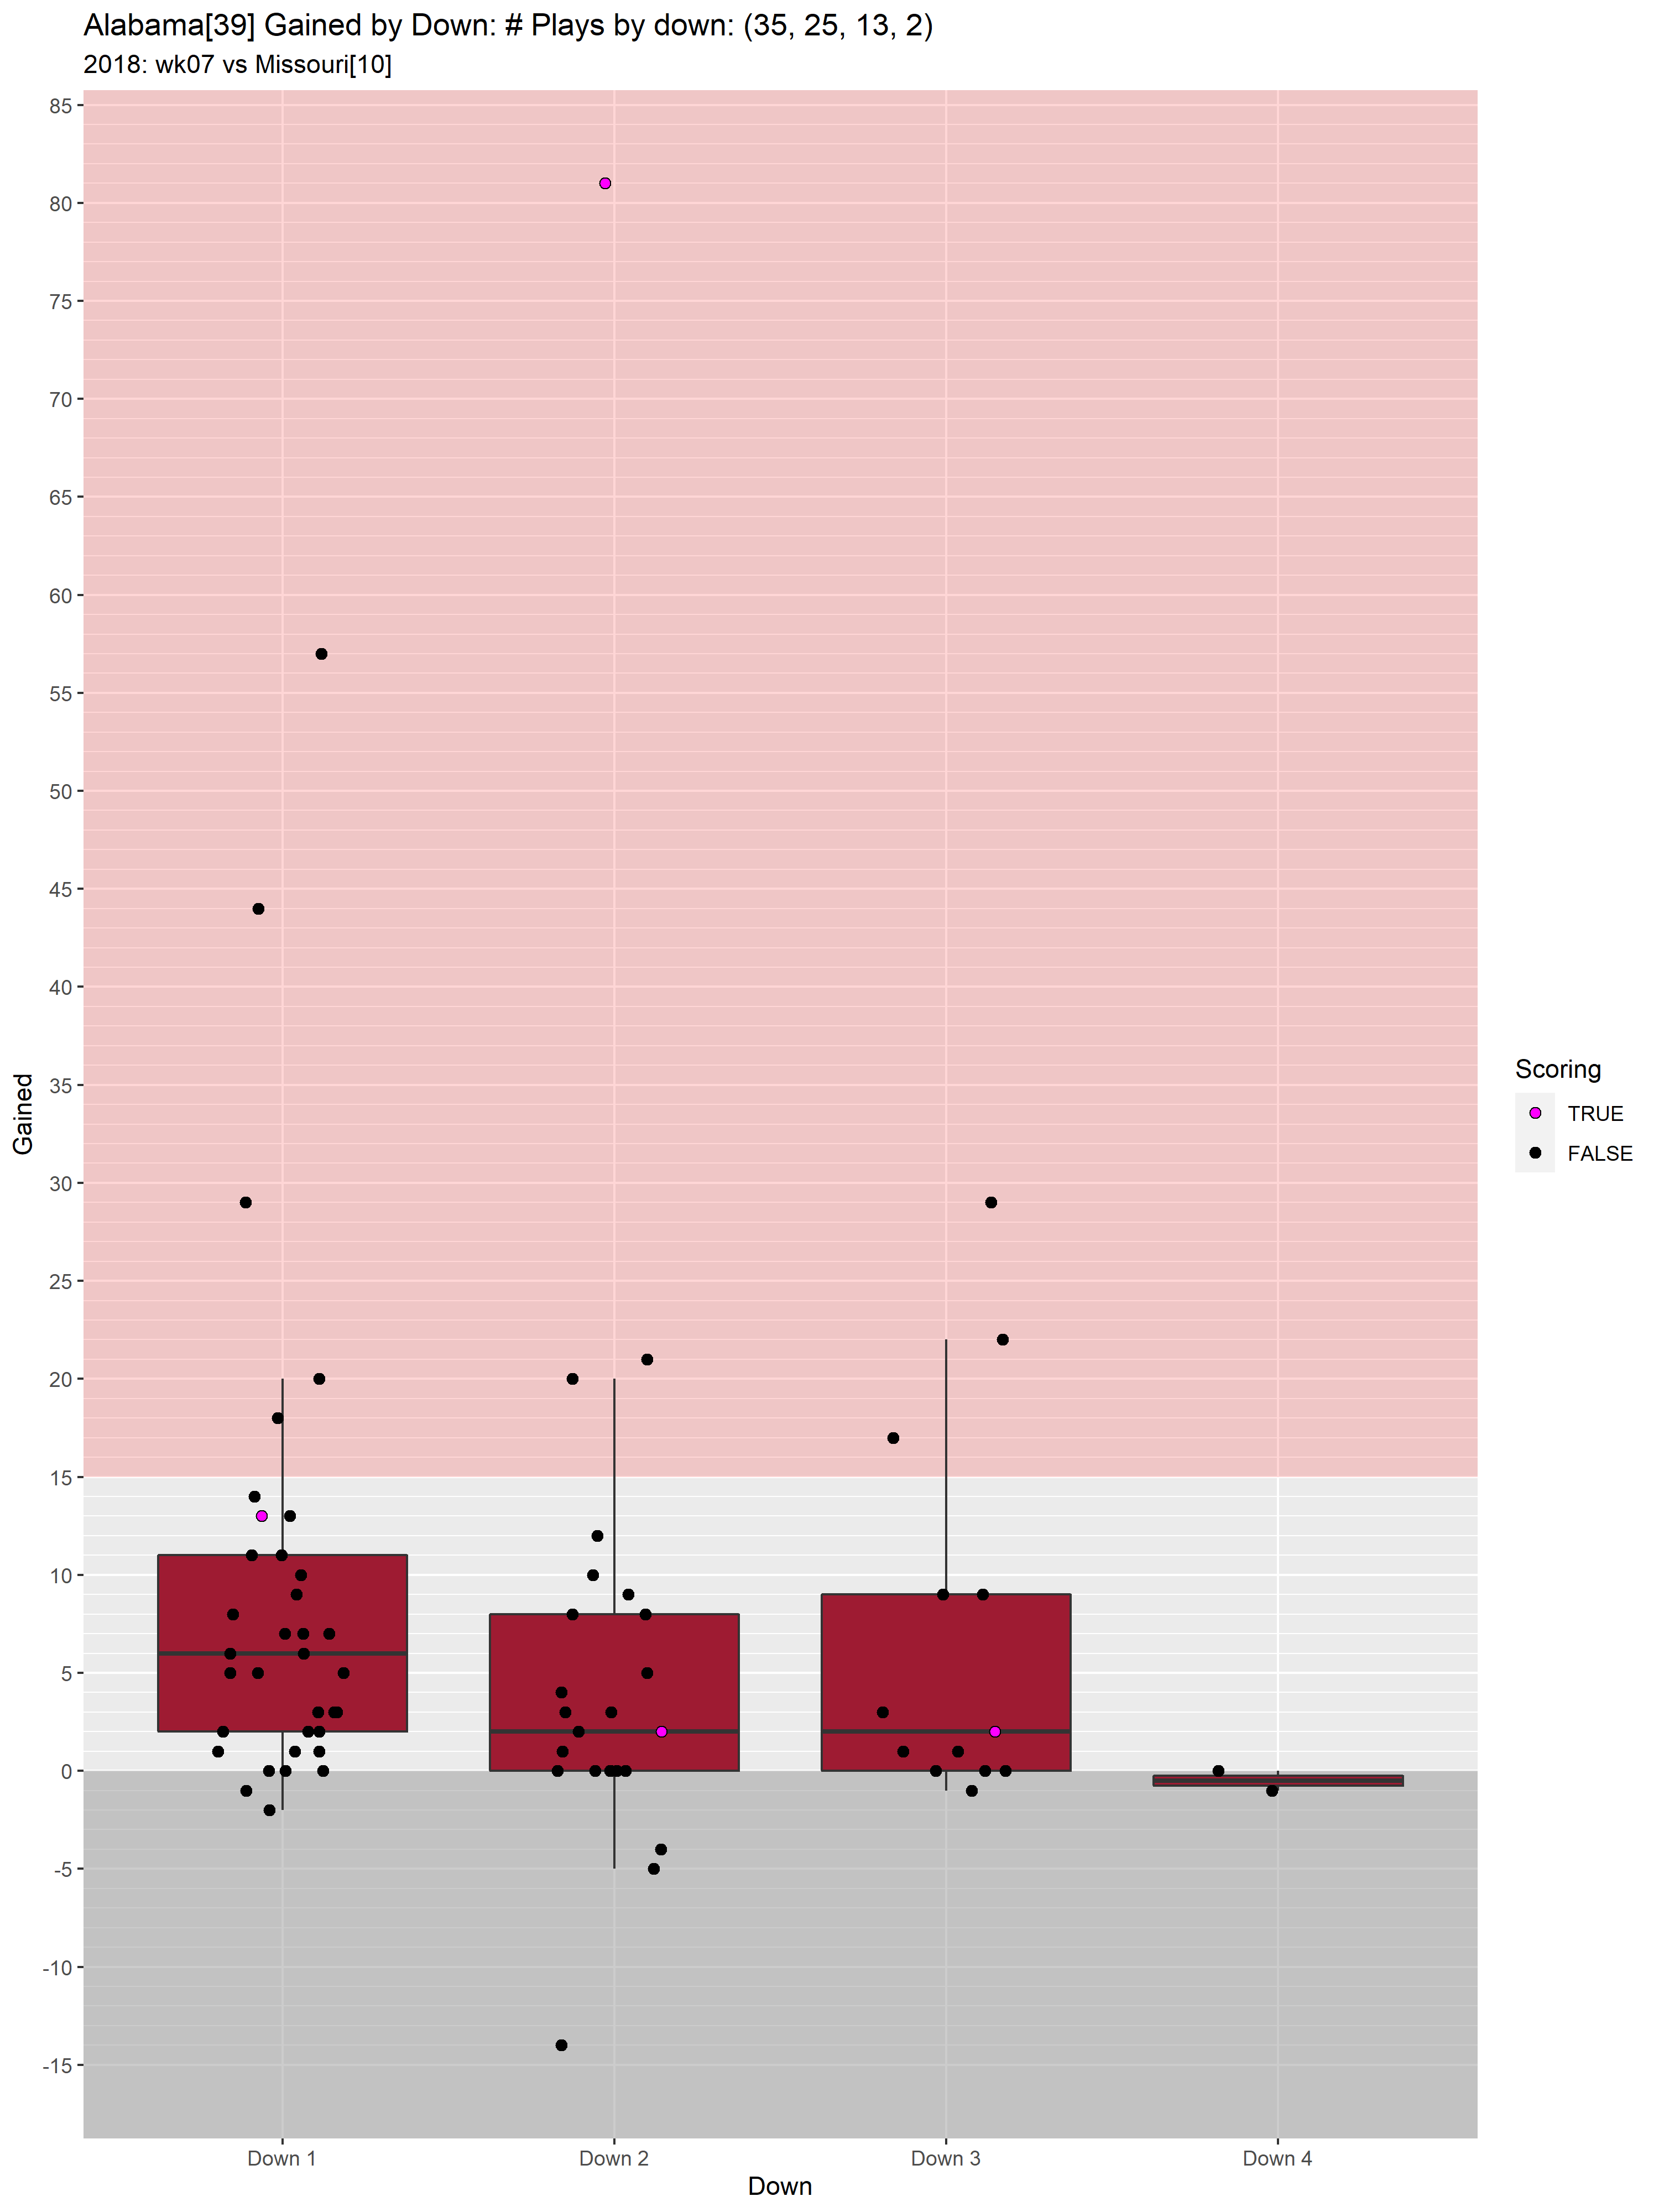 Alabama[39] Gained by Down: # Plays by down: (35, 25, 13, 2)
2018: wk07 vs Missouri[10]
85
80
75
70
65
60
55
50
45
40
35
30
25
20
15
10
5
0
-5
-10
-15
Gained
Down 1
Down 2
Down 3
Down 4
Down
Scoring
TRUE
FALSE